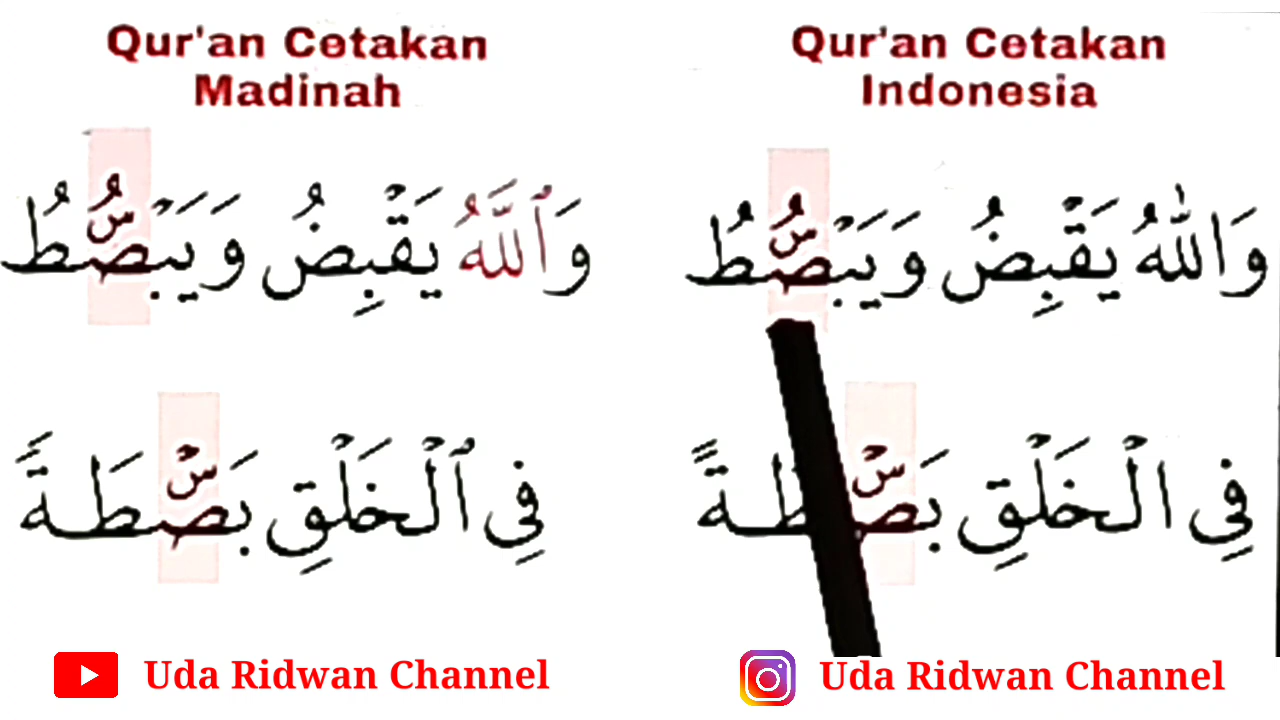 Qur'an Cetakan
Madinah
وَٱللَّهُ يَقْبِضُ وَيَبْصُۜطُ
فِى ٱلْخَلْقِ بَصْۜطَةً
Uda Ridwan Channel
Qur'an Cetakan
Indonesia
وَاللّٰهُ يَقْبِضُ وَيَبْصُۜطُ
فِى الْخَلْقِ بَصْۜطَةً
Uda Ridwan Channel